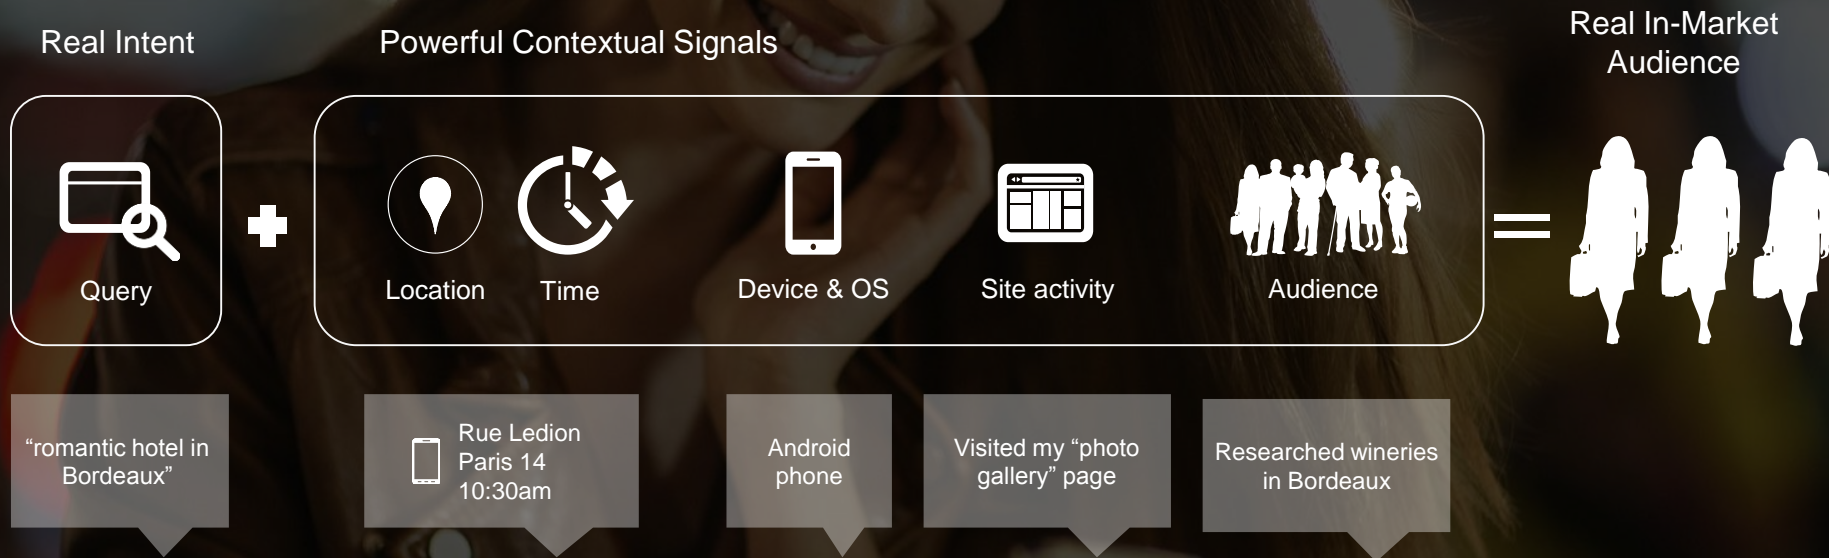 Real Intent
Powerful Contextual Signals
Real In-Market
Audience
Query
Location
Time
Device & OS
Site activity
Audience
“romantic hotel in
Bordeaux”
Rue Ledion
Paris 14
10:30am
Android
phone
Visited my “photo
gallery” page
Researched wineries
in Bordeaux